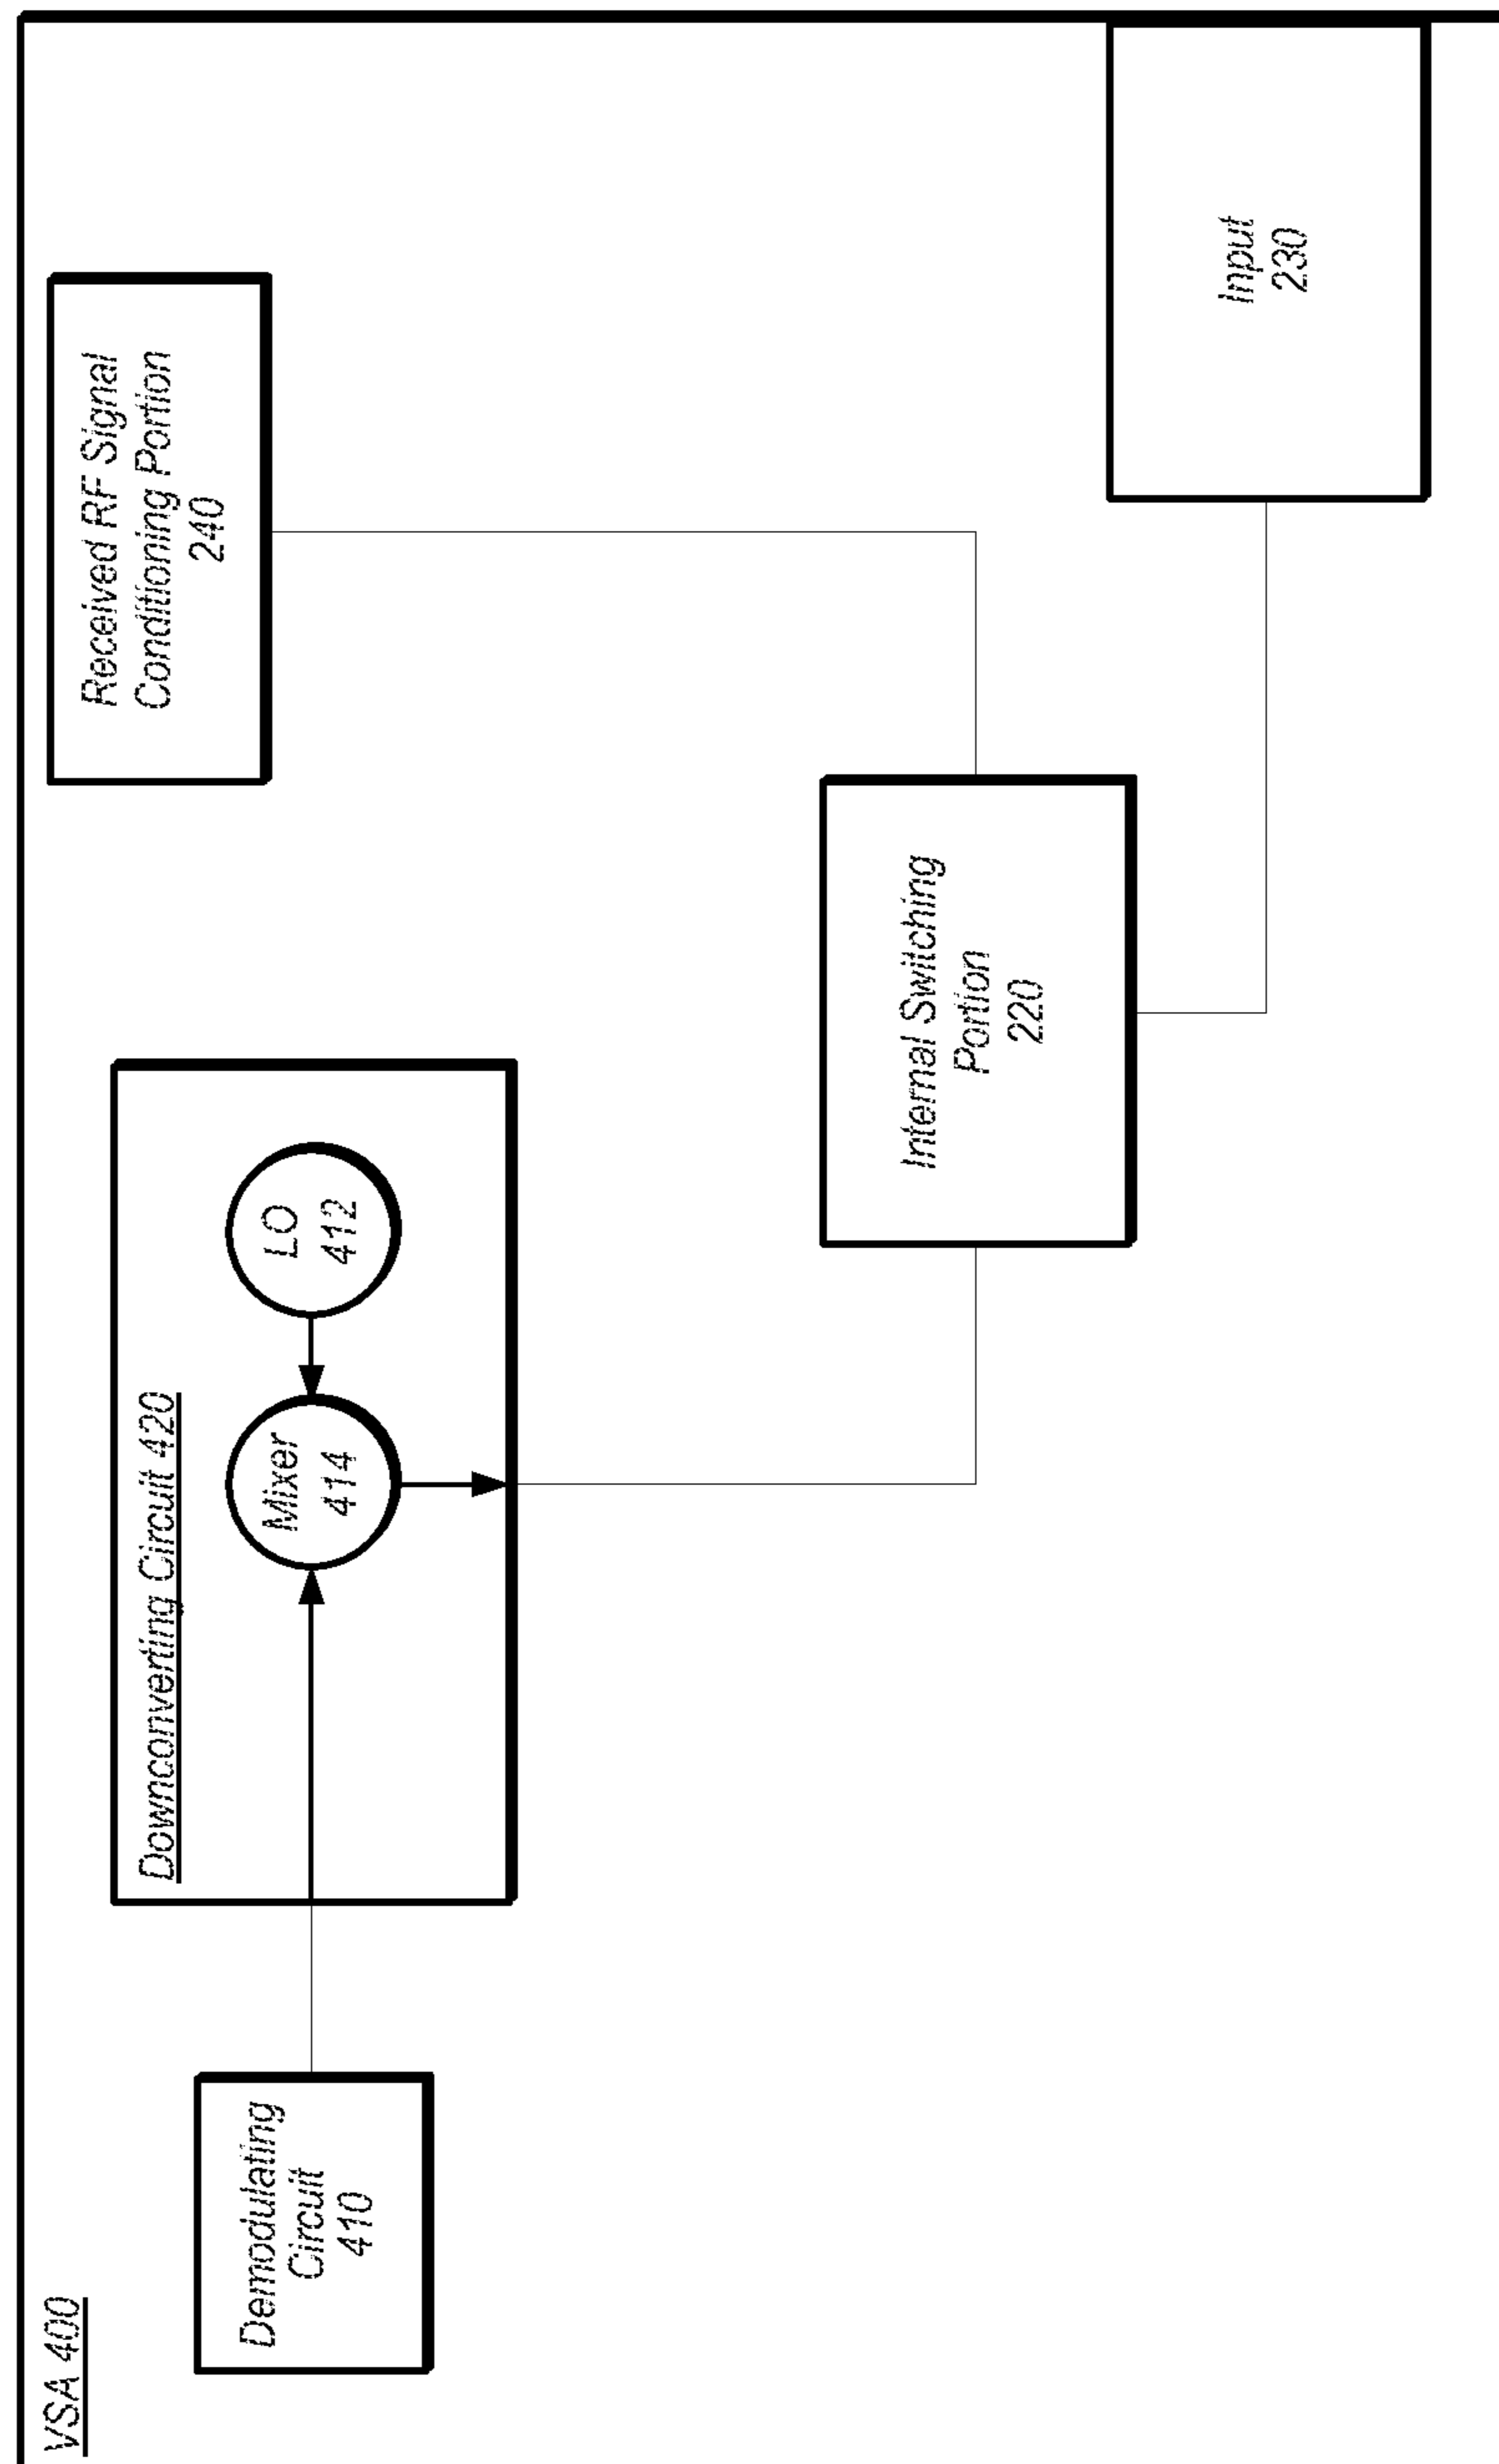 VSA 400
Received RF Signal
Conditioning Portion
240
Downconverting Circuit 420
Mixer
414
LO
412
Demodulating
Circuit
410
Internal Switching
Portion
220
Input
230